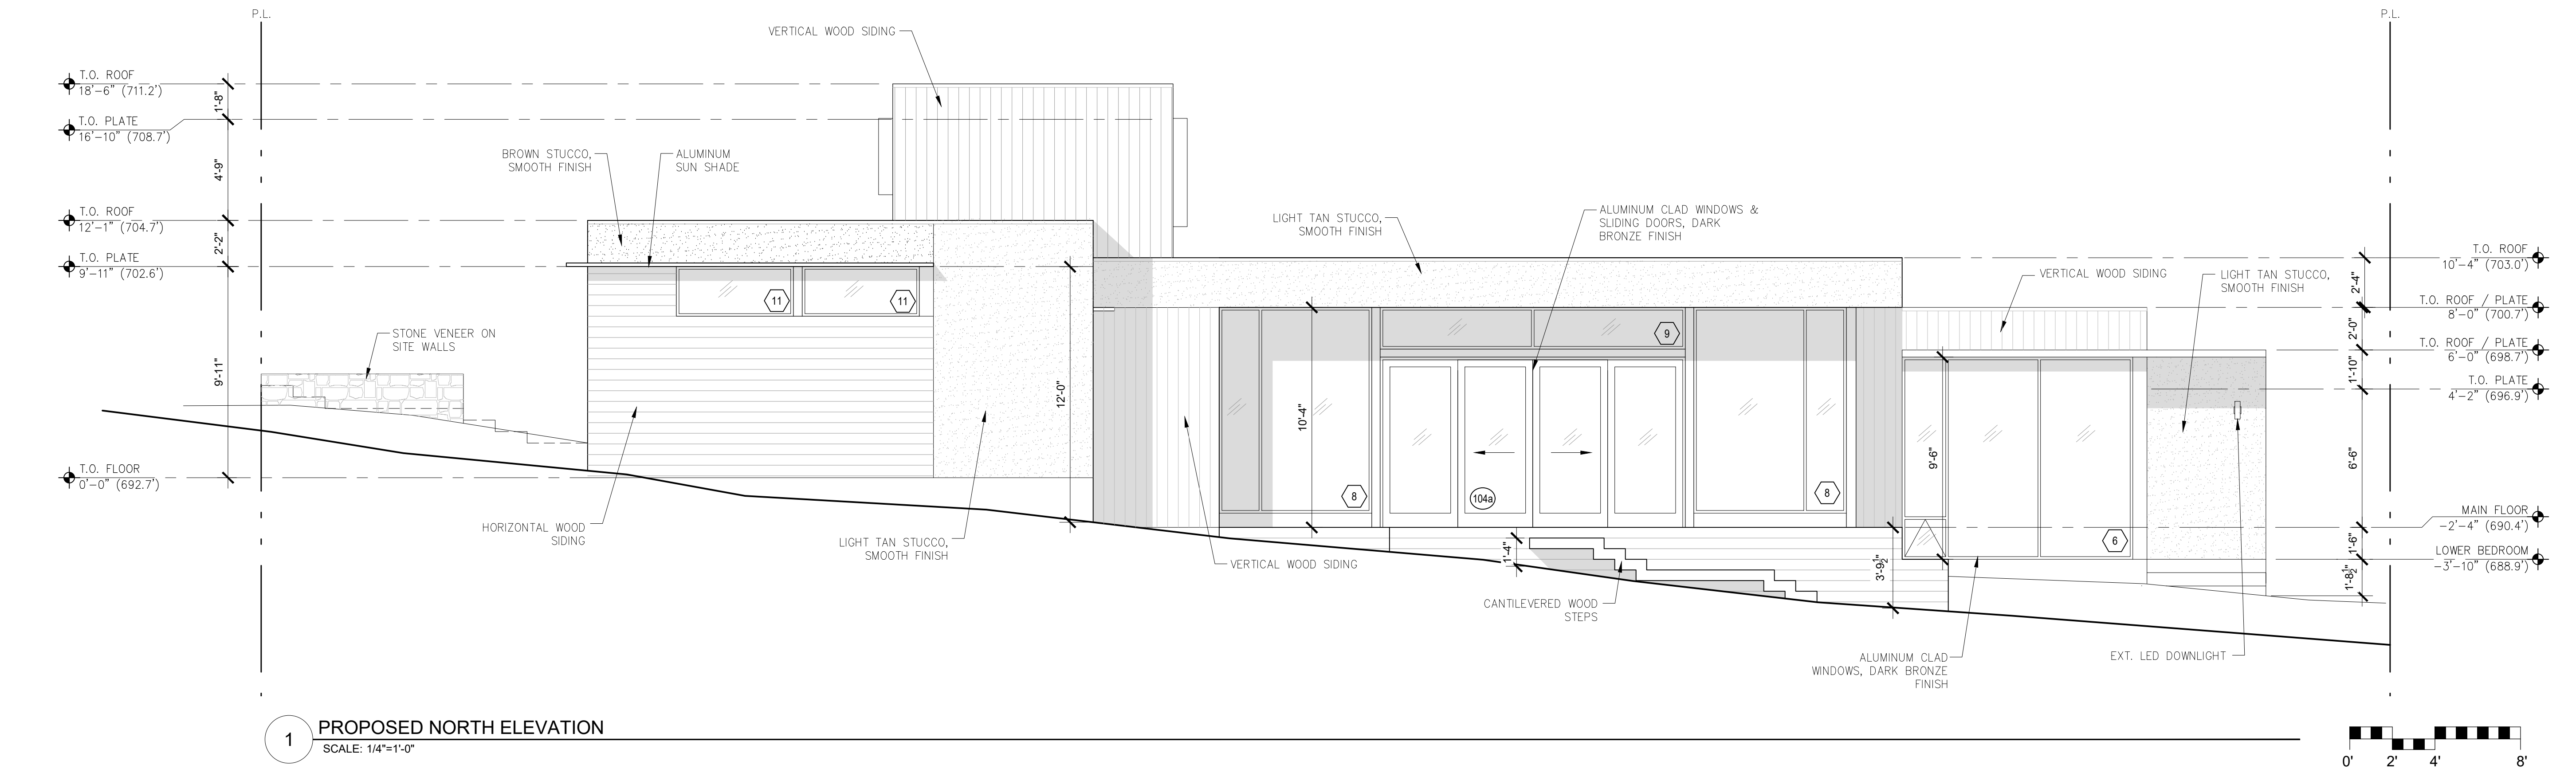 P.L.
P.L.
VERTICAL WOOD SIDING
T.O. ROOF
18'-6" (711.2')
1'-8"
T.O. PLATE
16'-10" (708.7')
4'-9"
BROWN STUCCO,
SMOOTH FINISH
ALUMINUM
SUN SHADE
T.O. ROOF
12'-1" (704.7')
2'-2"
T.O. PLATE
9'-11" (702.6')
LIGHT TAN STUCCO,
SMOOTH FINISH
ALUMINUM CLAD WINDOWS &
SLIDING DOORS, DARK
BRONZE FINISH
T.O. ROOF
10'-4" (703.0')
VERTICAL WOOD SIDING
LIGHT TAN STUCCO,
SMOOTH FINISH
2'-4"
T.O. ROOF / PLATE
8'-0" (700.7')
2'-0"
T.O. ROOF / PLATE
6'-0" (698.7')
1'-10"
T.O. PLATE
4'-2" (696.9')
11
11
9
STONE VENEER ON
SITE WALLS
9'-11"
12'-0"
10'-4"
9'-6"
6'-6"
T.O. FLOOR
0'-0" (692.7')
8
104a
8
6
HORIZONTAL WOOD
SIDING
LIGHT TAN STUCCO,
SMOOTH FINISH
VERTICAL WOOD SIDING
1'-4"
3'-9 1/2"
MAIN FLOOR
-2'-4" (690.4')
1'-6"
LOWER BEDROOM
-3'-10" (688.9')
1'-8 1/2"
CANTILEVERED WOOD
STEPS
ALUMINUM CLAD
WINDOWS, DARK BRONZE
FINISH
EXT. LED DOWNLIGHT
1
PROPOSED NORTH ELEVATION
SCALE: 1/4"=1'-0"
0' 2' 4' 8'